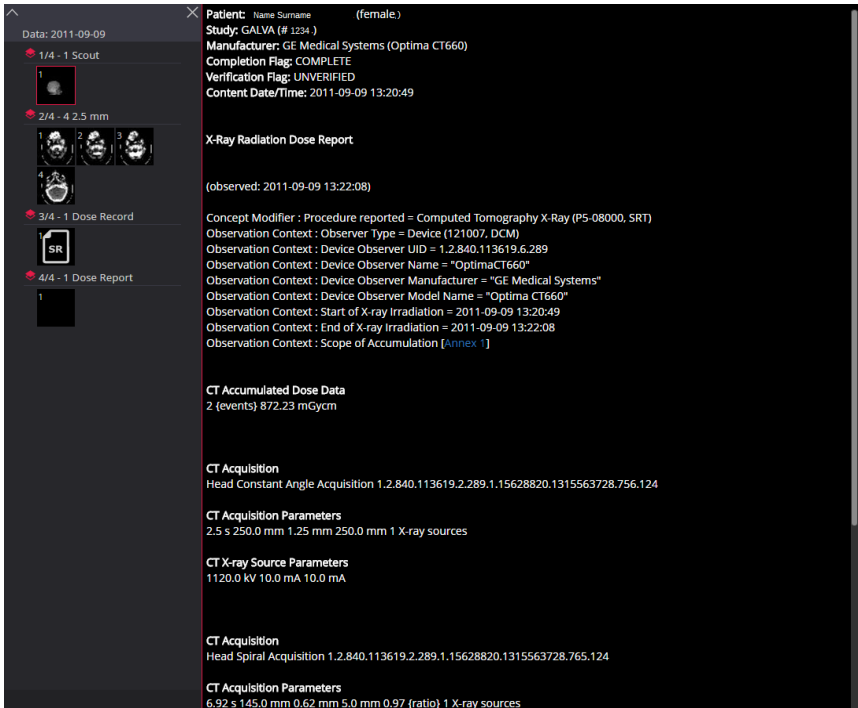 Data: 2011-09-09
1/4 - 1 Scout
1
2/4 - 4 2.5 mm
1 2 3
4
3/4 - 1 Dose Record
1
SR
4/4 - 1 Dose Report
1
Patient: Name Surname (female,)
Study: GALVA (# 1234 .)
Manufacturer: GE Medical Systems (Optima CT660)
Completion Flag: COMPLETE
Verification Flag: UNVERIFIED
Content Date/Time: 2011-09-09 13:20:49
X-Ray Radiation Dose Report
(observed: 2011-09-09 13:22:08)
Concept Modifier : Procedure reported = Computed Tomography X-Ray (P5-08000, SRT)
Observation Context : Observer Type = Device (121007, DCM)
Observation Context : Device Observer UID = 1.2.840.113619.6.289
Observation Context : Device Observer Name = "OptimaCT660"
Observation Context : Device Observer Manufacturer = "GE Medical Systems"
Observation Context : Device Observer Model Name = "Optima CT660"
Observation Context : Start of X-ray Irradiation = 2011-09-09 13:20:49
Observation Context : End of X-ray Irradiation = 2011-09-09 13:22:08
Observation Context : Scope of Accumulation [Annex 1]
CT Accumulated Dose Data
2 {events} 872.23 mGycm
CT Acquisition
Head Constant Angle Acquisition 1.2.840.113619.2.289.1.15628820.1315563728.756.124
CT Acquisition Parameters
2.5 s 250.0 mm 1.25 mm 250.0 mm 1 X-ray sources
CT X-ray Source Parameters
1120.0 kV 10.0 mA 10.0 mA
CT Acquisition
Head Spiral Acquisition 1.2.840.113619.2.289.1.15628820.1315563728.765.124
CT Acquisition Parameters
6.92 s 145.0 mm 0.62 mm 5.0 mm 0.97 {ratio} 1 X-ray sources